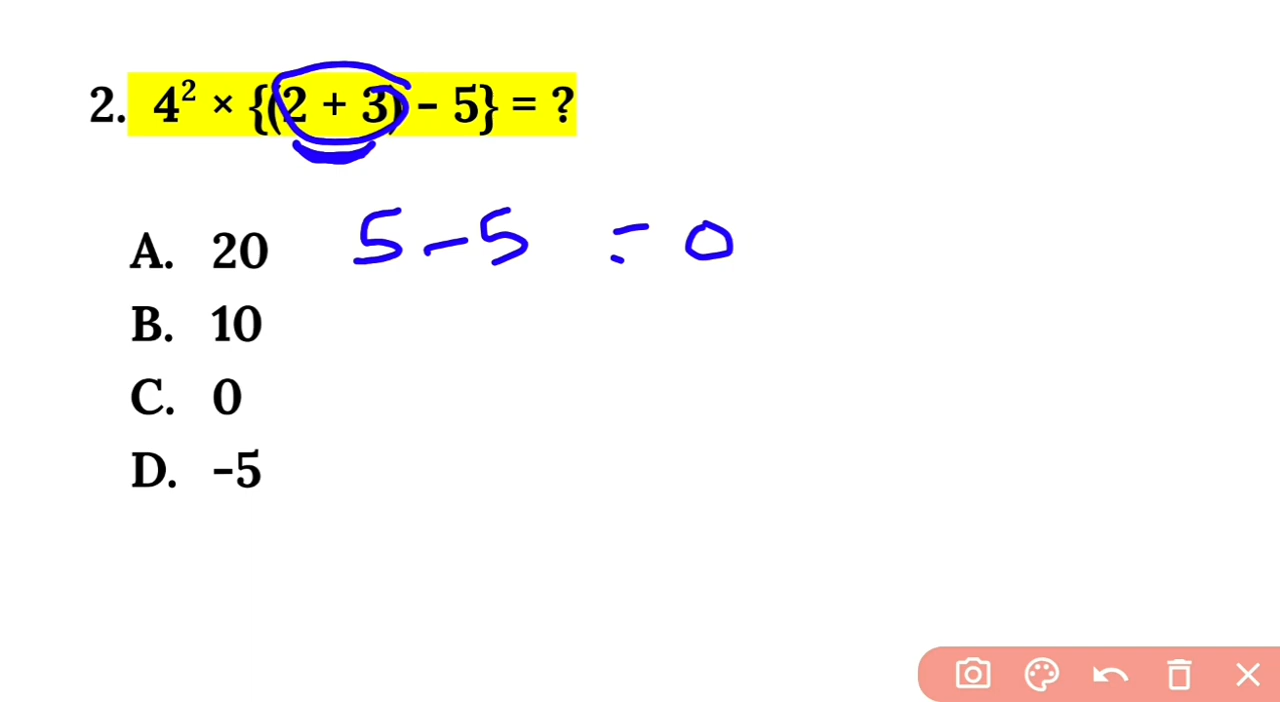 2. 4² × {(2 + 3) - 5} = ?
A. 20
5 - 5 = 0
B. 10
C. 0
D. -5